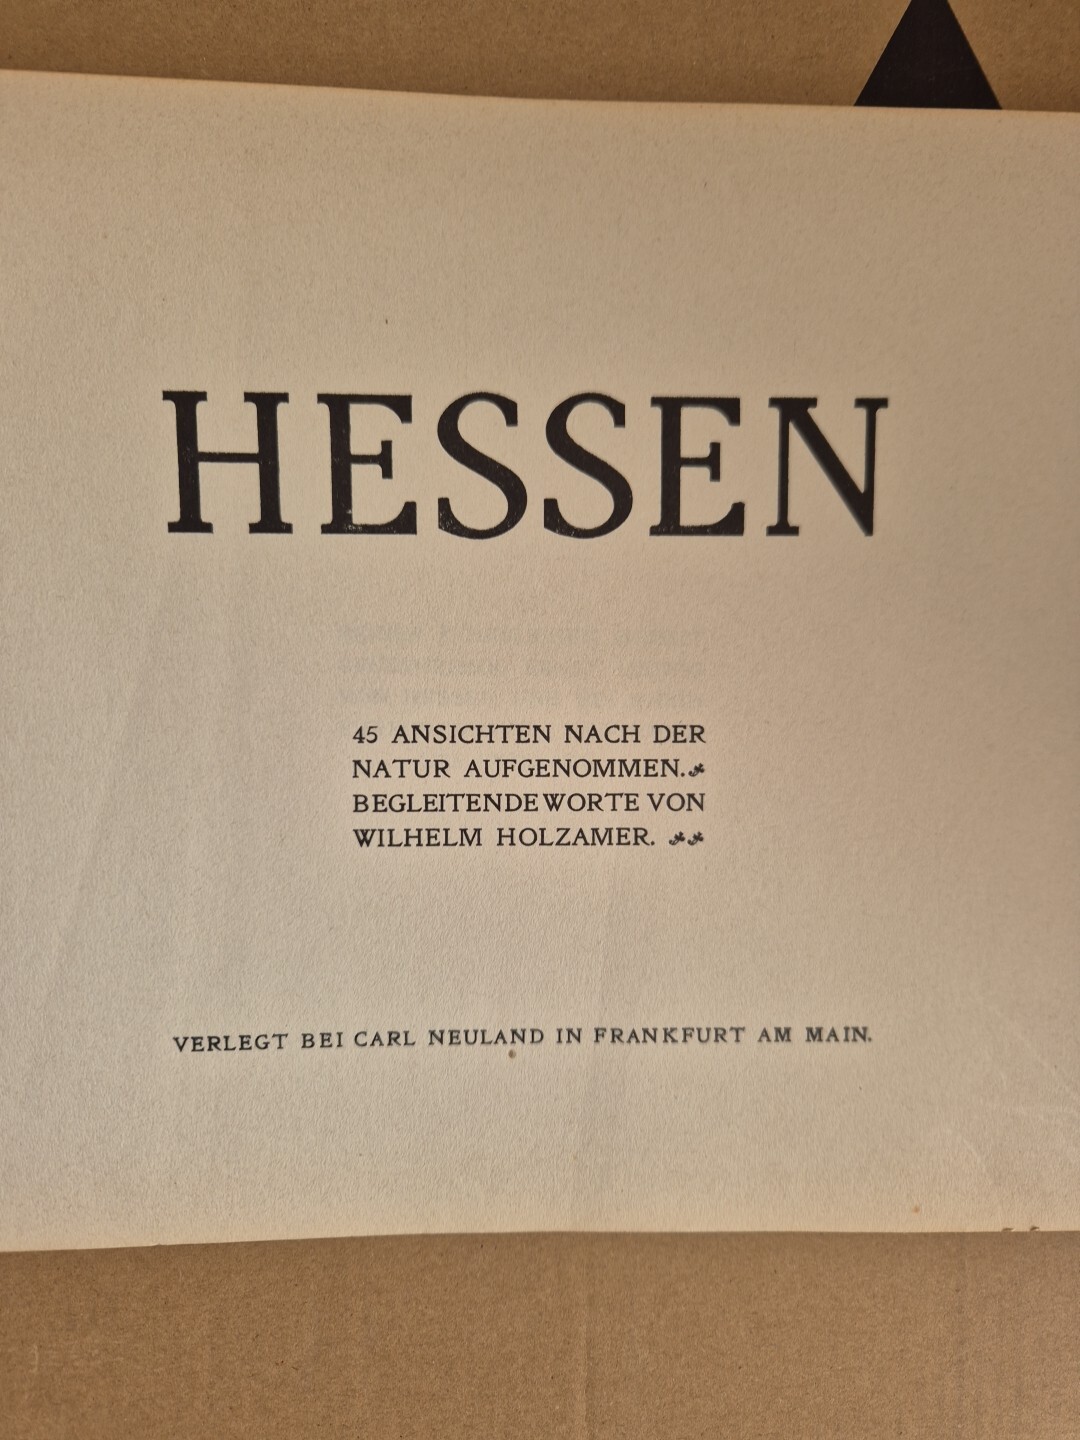 HESSEN
45 ANSICHTEN NACH DER
NATUR AUFGENOMMEN.
BEGLEITENDE WORTE VON
WILHELM HOLZAMER.
VERLEGT BEI CARL NEULAND IN FRANKFURT AM MAIN.